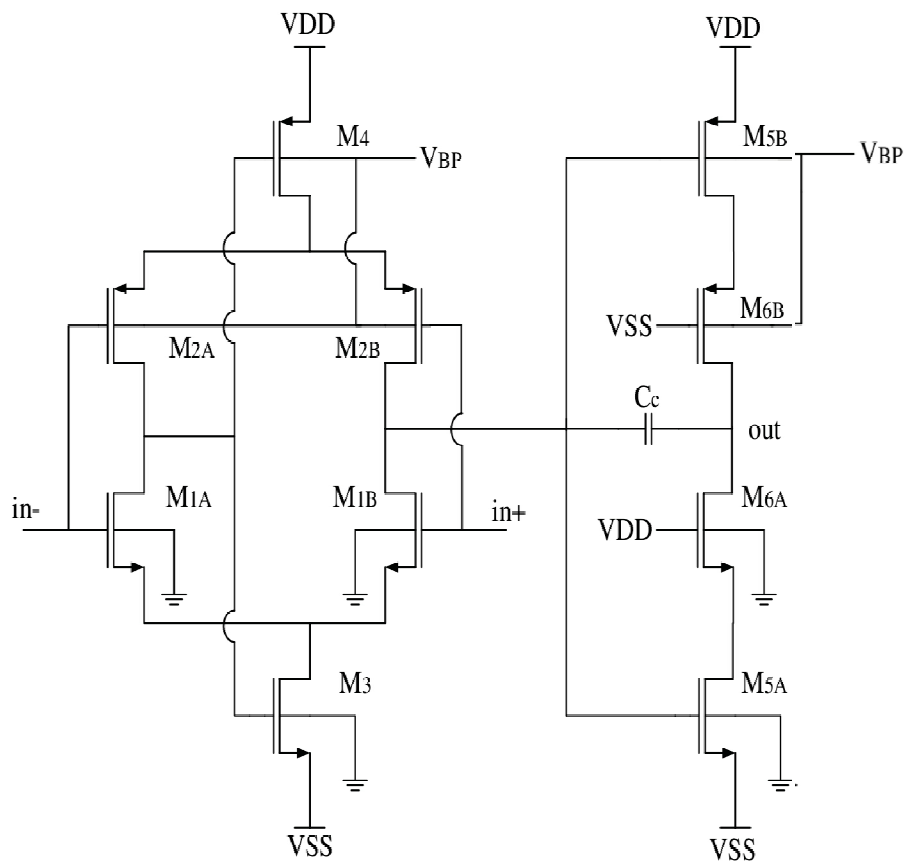 VDD
VDD
M4
VBP
M5B
VBP
M2A
M2B
VSS
M6B
Cc
out
in-
M1A
M1B
in+
VDD
M6A
M3
M5A
VSS
VSS